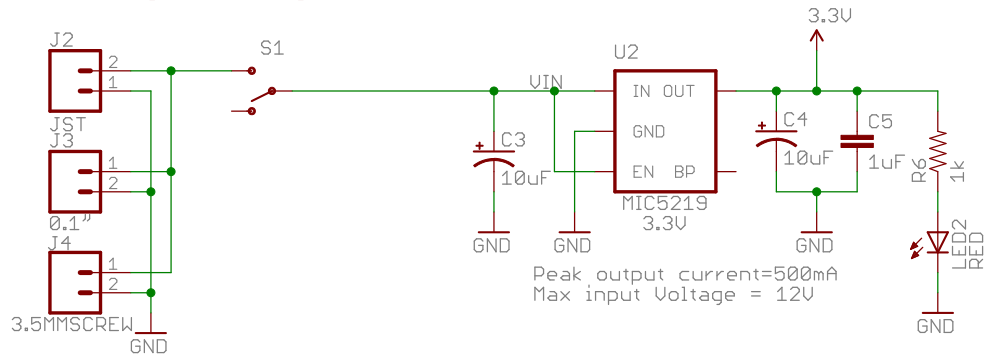 J2
2
1
JST
J3
1
2
0.1"
J4
1
2
3.5MMSCREW
GND
S1
VIN
C3
10uF
GND
GND
U2
IN OUT
GND
EN BP
MIC5219
3.3V
3.3V
C4
10uF
C5
1uF
GND
R6
1k
LED2
RED
GND
Peak output current=500mA
Max input Voltage = 12V